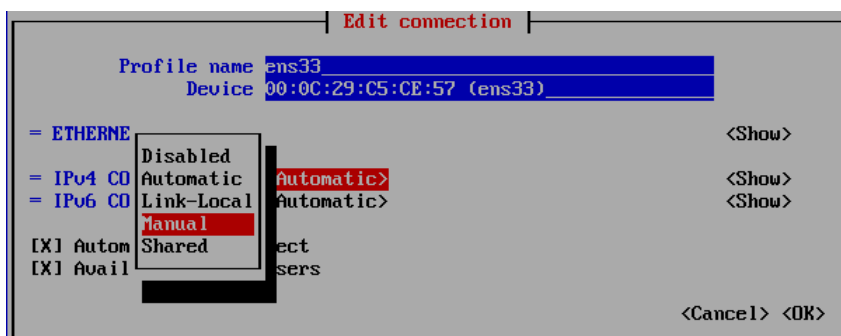 Edit connection
Profile name ens33
Device 00:0C:29:C5:CE:57 (ens33)
= ETHERNE <Show>
Disabled
= IPv4 CO Automatic Automatic> <Show>
= IPv6 CO Link-Local Automatic> <Show>
Manual
[X] Autom Shared ect
[X] Avail sers
<Cancel> <OK>